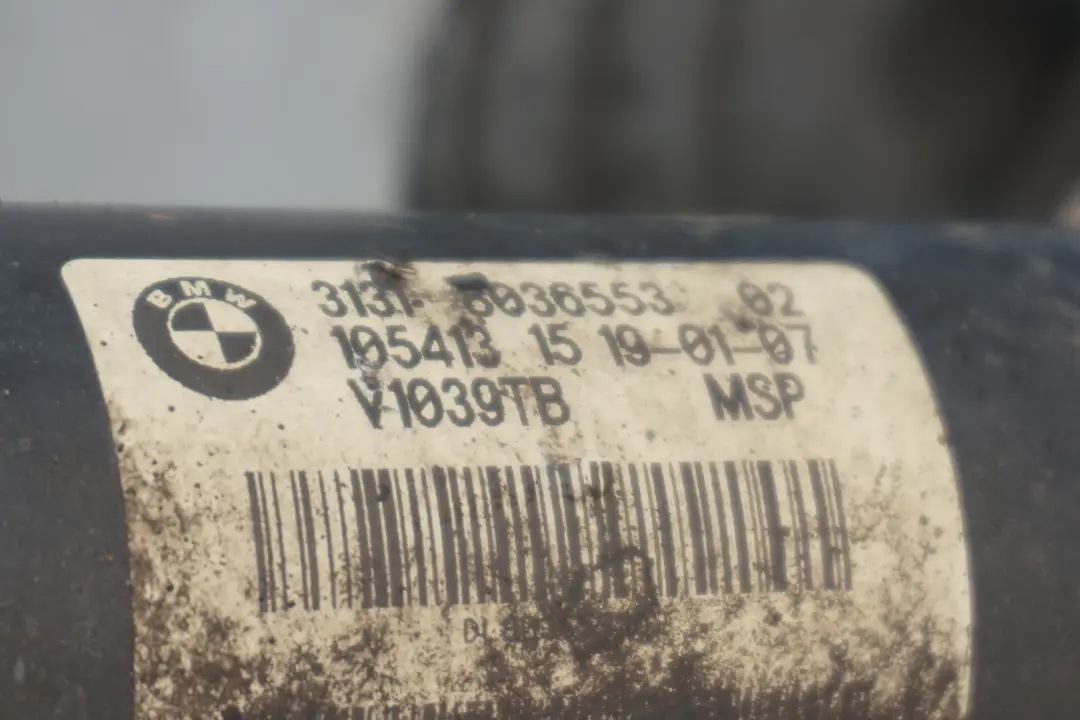 BMW
3131- 6036553 02
105413 15 19-01-07
V1039TB MSP